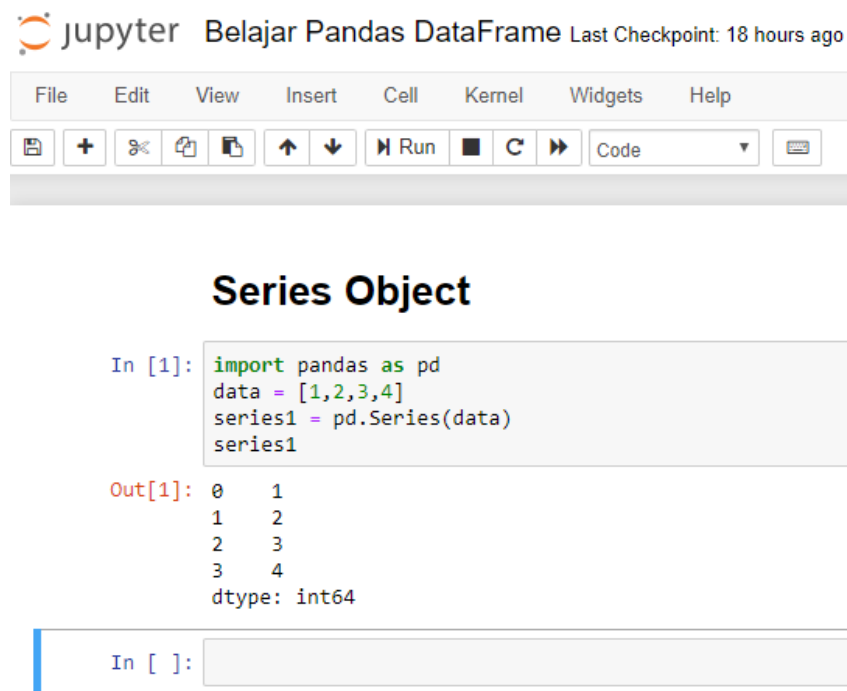 jupyter Belajar Pandas DataFrame Last Checkpoint: 18 hours ago
File Edit View Insert Cell Kernel Widgets Help
Run Code
Series Object
In [1]: import pandas as pd
data = [1,2,3,4]
series1 = pd.Series(data)
series1
Out[1]: 0 1
1 2
2 3
3 4
dtype: int64
In [ ]: